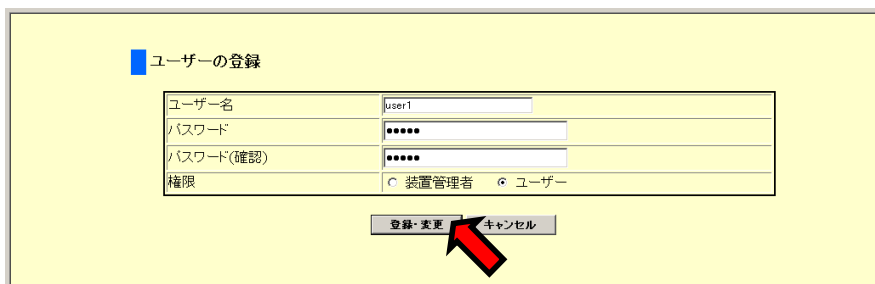 ユーザーの登録
ユーザー名 user1
パスワード •••••
パスワード(確認) •••••
権限 装置管理者 ユーザー
登録・変更 キャンセル